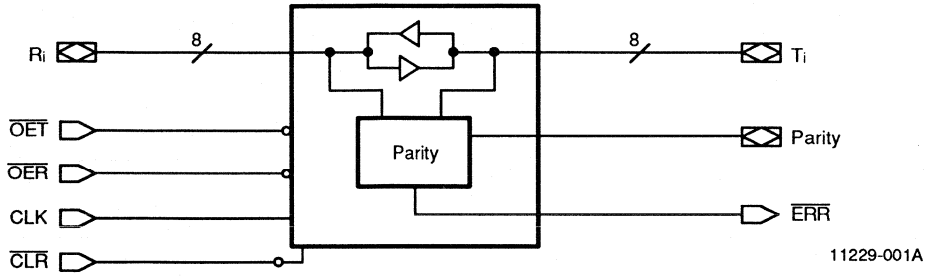 Ri 8 8 Ti
OET
OER
CLK
CLR
Parity
Parity
ERR
11229-001A